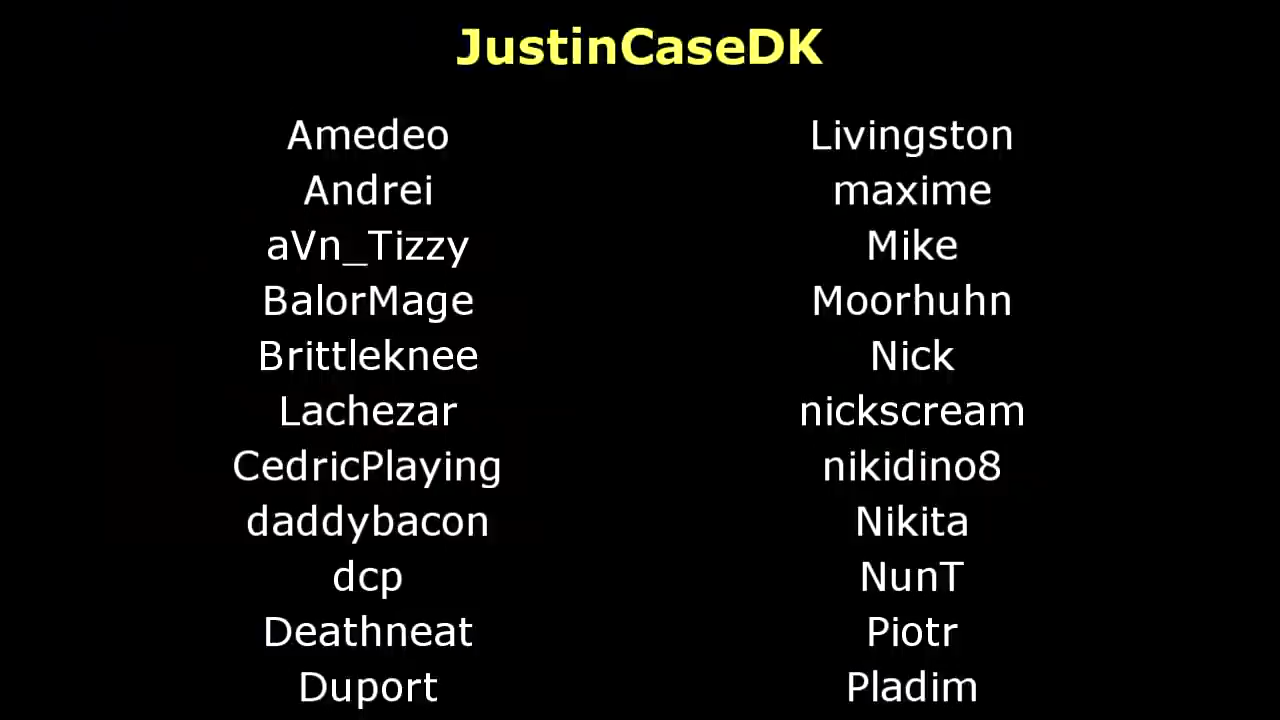 JustinCaseDK
Amedeo
Andrei
aVn_Tizzy
BalorMage
Brittleknee
Lachezar
CedricPlaying
daddybacon
dcp
Deathneat
Duport
Livingston
maxime
Mike
Moorhuhn
Nick
nickscream
nikidino8
Nikita
NunT
Piotr
Pladim